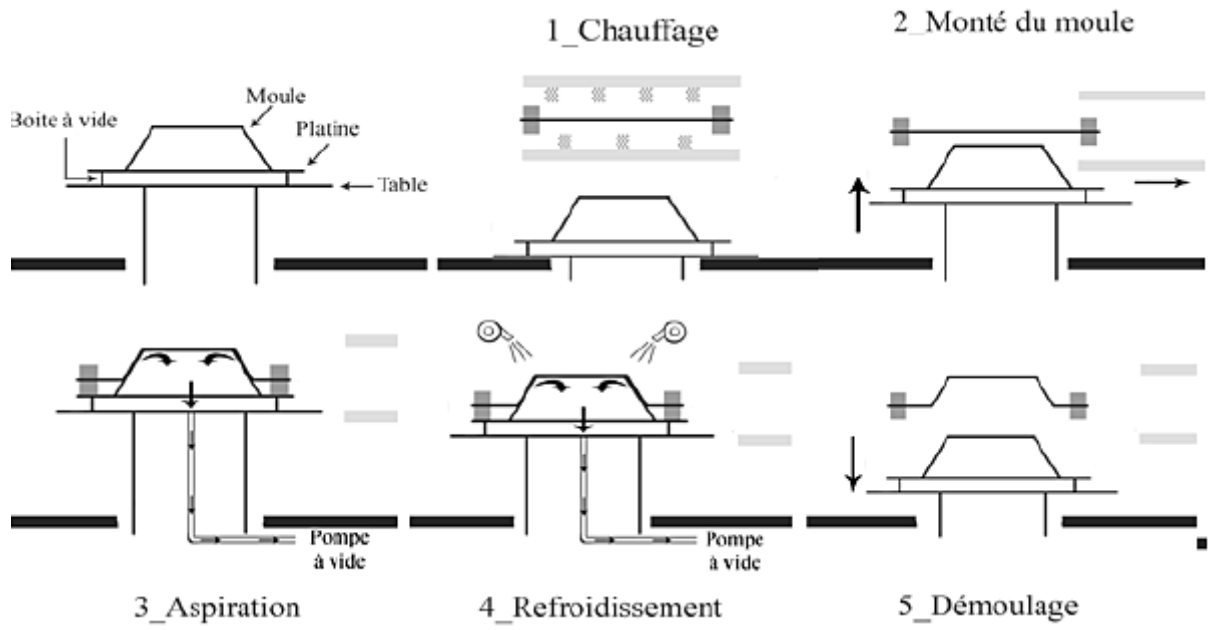 1_Chauffage
2_Monté du moule
Moule
Boite à vide
Platine
Table
Pompe
à vide
Pompe
à vide
3_Aspiration
4_Refroidissement
5_Démoulage